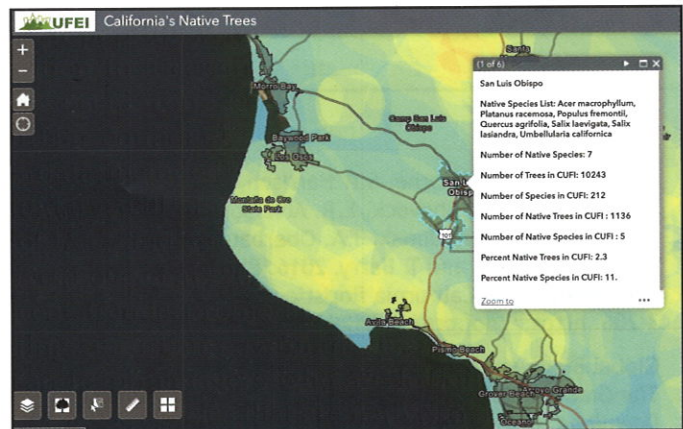 UFEI California's Native Trees
(1 of 6)
San Luis Obispo
Native Species List: Acer macrophyllum,
Platanus racemosa, Populus fremontii,
Quercus agrifolia, Salix laevigata, Salix
lasiandra, Umbellularia californica
Number of Native Species: 7
Number of Trees in CUFI: 10243
Number of Species in CUFI: 212
Number of Native Trees in CUFI : 1136
Number of Native Species in CUFI : 5
Percent Native Trees in CUFI: 2.3
Percent Native Species in CUFI: 11.
Zoom to
Santa
Morro Bay
Camp San Luis
Obispo
Baywood Park
Los Osos
San L
Obisp
Montaña de Oro
State Park
101
Avila Beach
Pismo Beach
Grover Beach
Arroyo Grande
Oceano